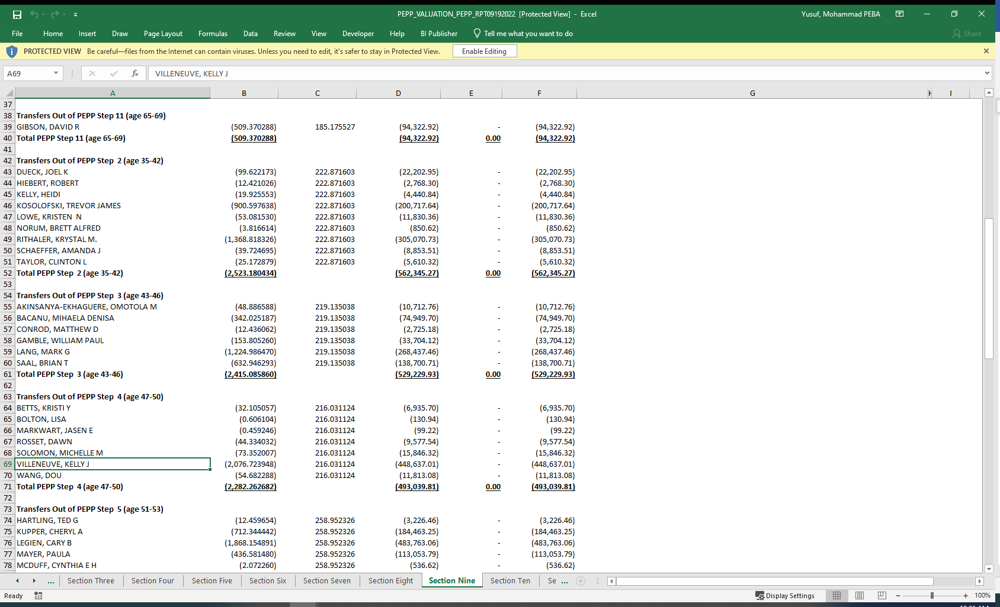 PEPP_VALUATION_PEPP_RPT09192022 [Protected View] - Excel Yusuf, Mohammad PEBA
File Home Insert Draw Page Layout Formulas Data Review View Developer Help BI Publisher Tell me what you want to do Share
PROTECTED VIEW Be careful—files from the Internet can contain viruses. Unless you need to edit, it's safer to stay in Protected View. Enable Editing
A69 fx VILLENEUVE, KELLY J
A B C D E F G H I
37
38 Transfers Out of PEPP Step 11 (age 65-69)
39 GIBSON, DAVID R (509.370288) 185.175527 (94,322.92) - (94,322.92)
40 Total PEPP Step 11 (age 65-69) (509.370288) (94,322.92) 0.00 (94,322.92)
41
42 Transfers Out of PEPP Step 2 (age 35-42)
43 DUECK, JOEL K (99.622173) 222.871603 (22,202.95) - (22,202.95)
44 HIEBERT, ROBERT (12.421026) 222.871603 (2,768.30) - (2,768.30)
45 KELLY, HEIDI (19.925553) 222.871603 (4,440.84) - (4,440.84)
46 KOSOLOFSKI, TREVOR JAMES (900.597638) 222.871603 (200,717.64) - (200,717.64)
47 LOWE, KRISTEN N (53.081530) 222.871603 (11,830.36) - (11,830.36)
48 NORUM, BRETT ALFRED (3.816614) 222.871603 (850.62) - (850.62)
49 RITHALER, KRYSTAL M. (1,368.818326) 222.871603 (305,070.73) - (305,070.73)
50 SCHAEFFER, AMANDA J (39.724695) 222.871603 (8,853.51) - (8,853.51)
51 TAYLOR, CLINTON L (25.172879) 222.871603 (5,610.32) - (5,610.32)
52 Total PEPP Step 2 (age 35-42) (2,523.180434) (562,345.27) 0.00 (562,345.27)
53
54 Transfers Out of PEPP Step 3 (age 43-46)
55 AKINSANYA-EKHAGUERE, OMOTOLA M (48.886588) 219.135038 (10,712.76) - (10,712.76)
56 BACANU, MIHAELA DENISA (342.025187) 219.135038 (74,949.70) - (74,949.70)
57 CONROD, MATTHEW D (12.436062) 219.135038 (2,725.18) - (2,725.18)
58 GAMBLE, WILLIAM PAUL (153.805260) 219.135038 (33,704.12) - (33,704.12)
59 LANG, MARK G (1,224.986470) 219.135038 (268,437.46) - (268,437.46)
60 SAAL, BRIAN T (632.946293) 219.135038 (138,700.71) - (138,700.71)
61 Total PEPP Step 3 (age 43-46) (2,415.085860) (529,229.93) 0.00 (529,229.93)
62
63 Transfers Out of PEPP Step 4 (age 47-50)
64 BETTS, KRISTI Y (32.105057) 216.031124 (6,935.70) - (6,935.70)
65 BOLTON, LISA (0.606104) 216.031124 (130.94) - (130.94)
66 MARKWART, JASEN E (0.459246) 216.031124 (99.22) - (99.22)
67 ROSSET, DAWN (44.334032) 216.031124 (9,577.54) - (9,577.54)
68 SOLOMON, MICHELLE M (73.352007) 216.031124 (15,846.32) - (15,846.32)
69 VILLENEUVE, KELLY J (2,076.723948) 216.031124 (448,637.01) - (448,637.01)
70 WANG, DOU (54.682288) 216.031124 (11,813.08) - (11,813.08)
71 Total PEPP Step 4 (age 47-50) (2,282.262682) (493,039.81) 0.00 (493,039.81)
72
73 Transfers Out of PEPP Step 5 (age 51-53)
74 HARTLING, TED G (12.459654) 258.952326 (3,226.46) - (3,226.46)
75 KUPPER, CHERYL A (712.344442) 258.952326 (184,463.25) - (184,463.25)
76 LEGIEN, CARY B (1,868.154891) 258.952326 (483,763.06) - (483,763.06)
77 MAYER, PAULA (436.581480) 258.952326 (113,053.79) - (113,053.79)
78 MCDUFF, CYNTHIA E H (2.072260) 258.952326 (536.62) - (536.62)
... Section Three Section Four Section Five Section Six Section Seven Section Eight Section Nine Section Ten Se ...
Ready Display Settings 100%